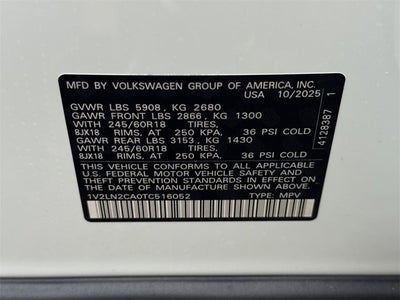 MFD BY VOLKSWAGEN GROUP OF AMERICA, INC.
USA 10/2025
GVWR LBS 5908, KG 2680
GAWR FRONT LBS 2866, KG 1300
WITH 245/60R18 TIRES,
8JX18 RIMS, AT 250 KPA, 36 PSI COLD
GAWR REAR LBS 3153, KG 1430
WITH 245/60R18 TIRES,
8JX18 RIMS, AT 250 KPA, 36 PSI COLD
THIS VEHICLE CONFORMS TO ALL APPLICABLE
U.S. FEDERAL MOTOR VEHICLE SAFETY
STANDARDS IN EFFECT ON THE DATE OF
MANUFACTURE SHOWN ABOVE.
1V2LN2CA0TC516052 TYPE: MPV
4128387 1